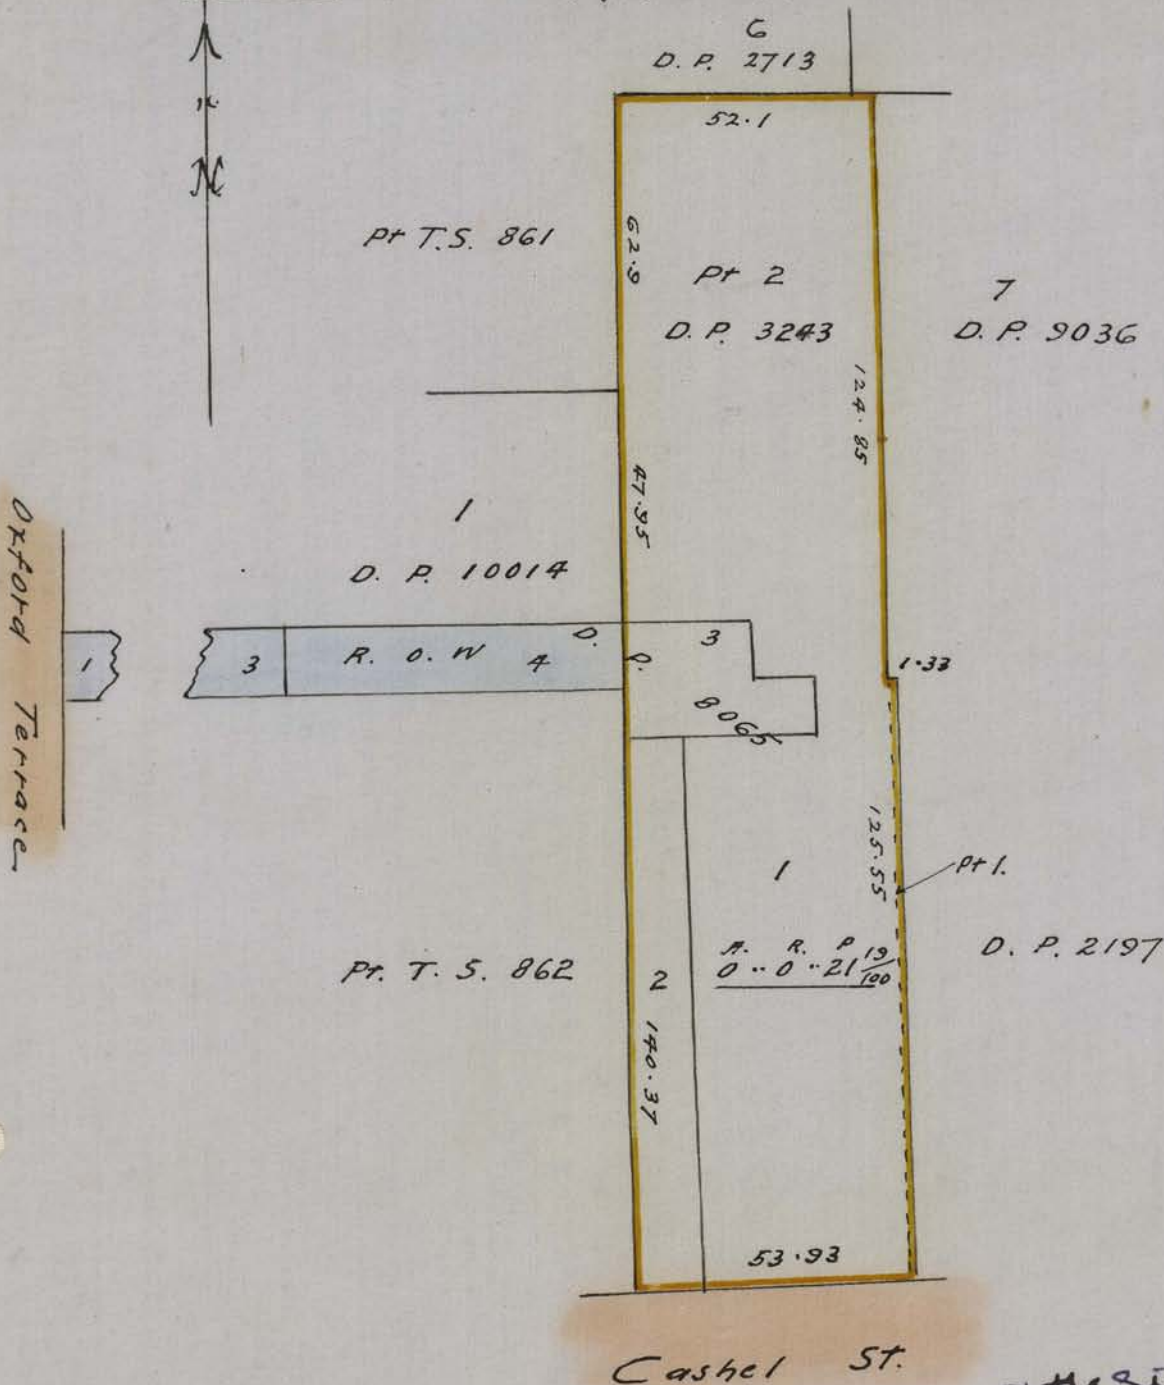 6
D. P. 2713
N
52.1
Pt T.S. 861
62.9
Pt 2
D. P. 3243
7
D. P. 9036
124.85
47.95
1
D. P. 10014
Oxford Terrace
1
3
R. O. W
4
D. P. 8065
3
1.33
125.55
Pt 1.
1
A. R. P
0 .. 0 .. 21 19/100
D. P. 2197
Pt. T. S. 862
2
140.37
53.93
Cashel St.